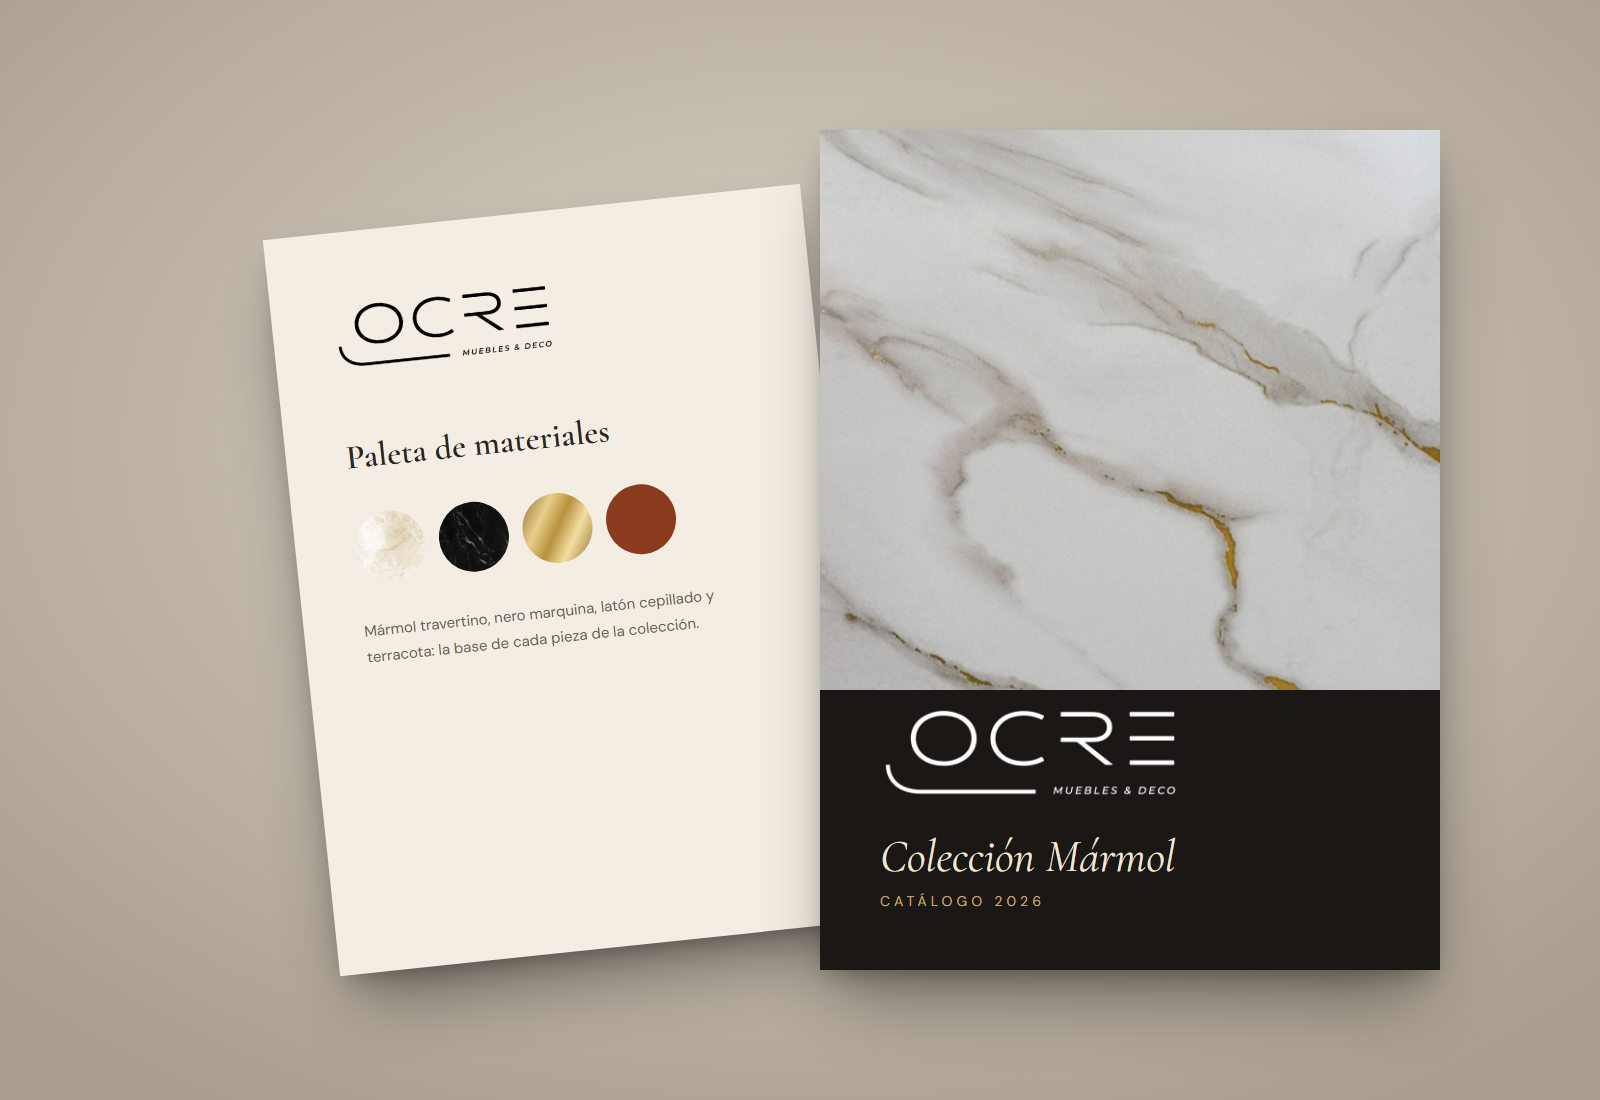 OCRE
MUEBLES & DECO
Paleta de materiales
Mármol travertino, nero marquina, latón cepillado y
terracota: la base de cada pieza de la colección.
OCRE
MUEBLES & DECO
Colección Mármol
CATÁLOGO 2026